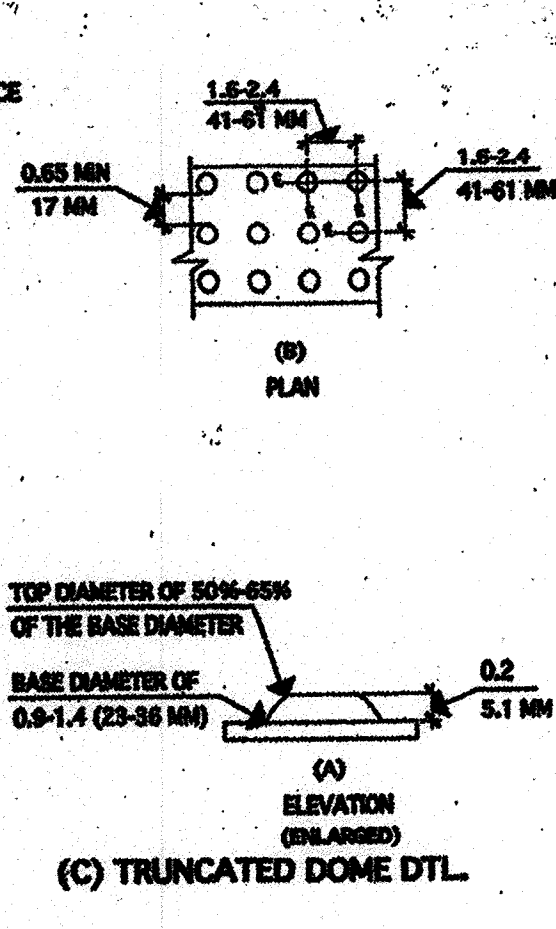 CE
1.6-2.4
41-61 MM
0.65 MIN
17 MM
1.6-2.4
41-61 MM
(B)
PLAN
TOP DIAMETER OF 50%-65%
OF THE BASE DIAMETER
BASE DIAMETER OF
0.9-1.4 (23-36 MM)
0.2
5.1 MM
(A)
ELEVATION
(ENLARGED)
(C) TRUNCATED DOME DTL.